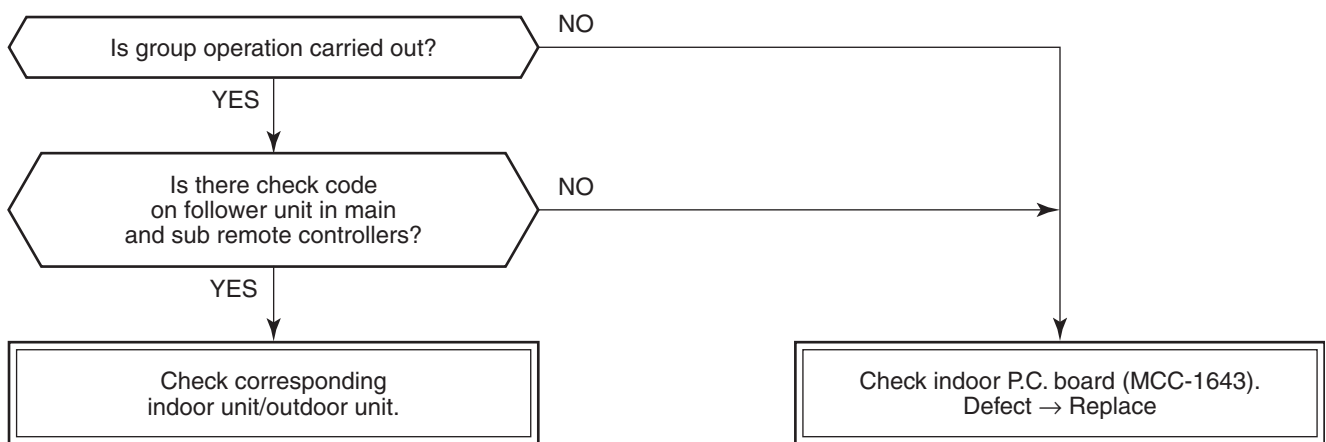 Is group operation carried out?
NO
YES
Is there check code
on follower unit in main
and sub remote controllers?
NO
YES
Check corresponding
indoor unit/outdoor unit.
Check indoor P.C. board (MCC-1643).
Defect → Replace